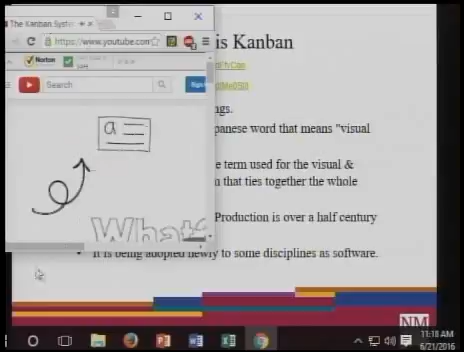 The Kanban Syste
https://www.youtube.com
Norton
Search
Sign
a
What
is Kanban
ngs.
panese word that means "visual
e term used for the visual &
n that ties together the whole
Production is over a half century
• It is being adopted newly to some disciplines as software.
NM
11:18 AM
6/21/2016